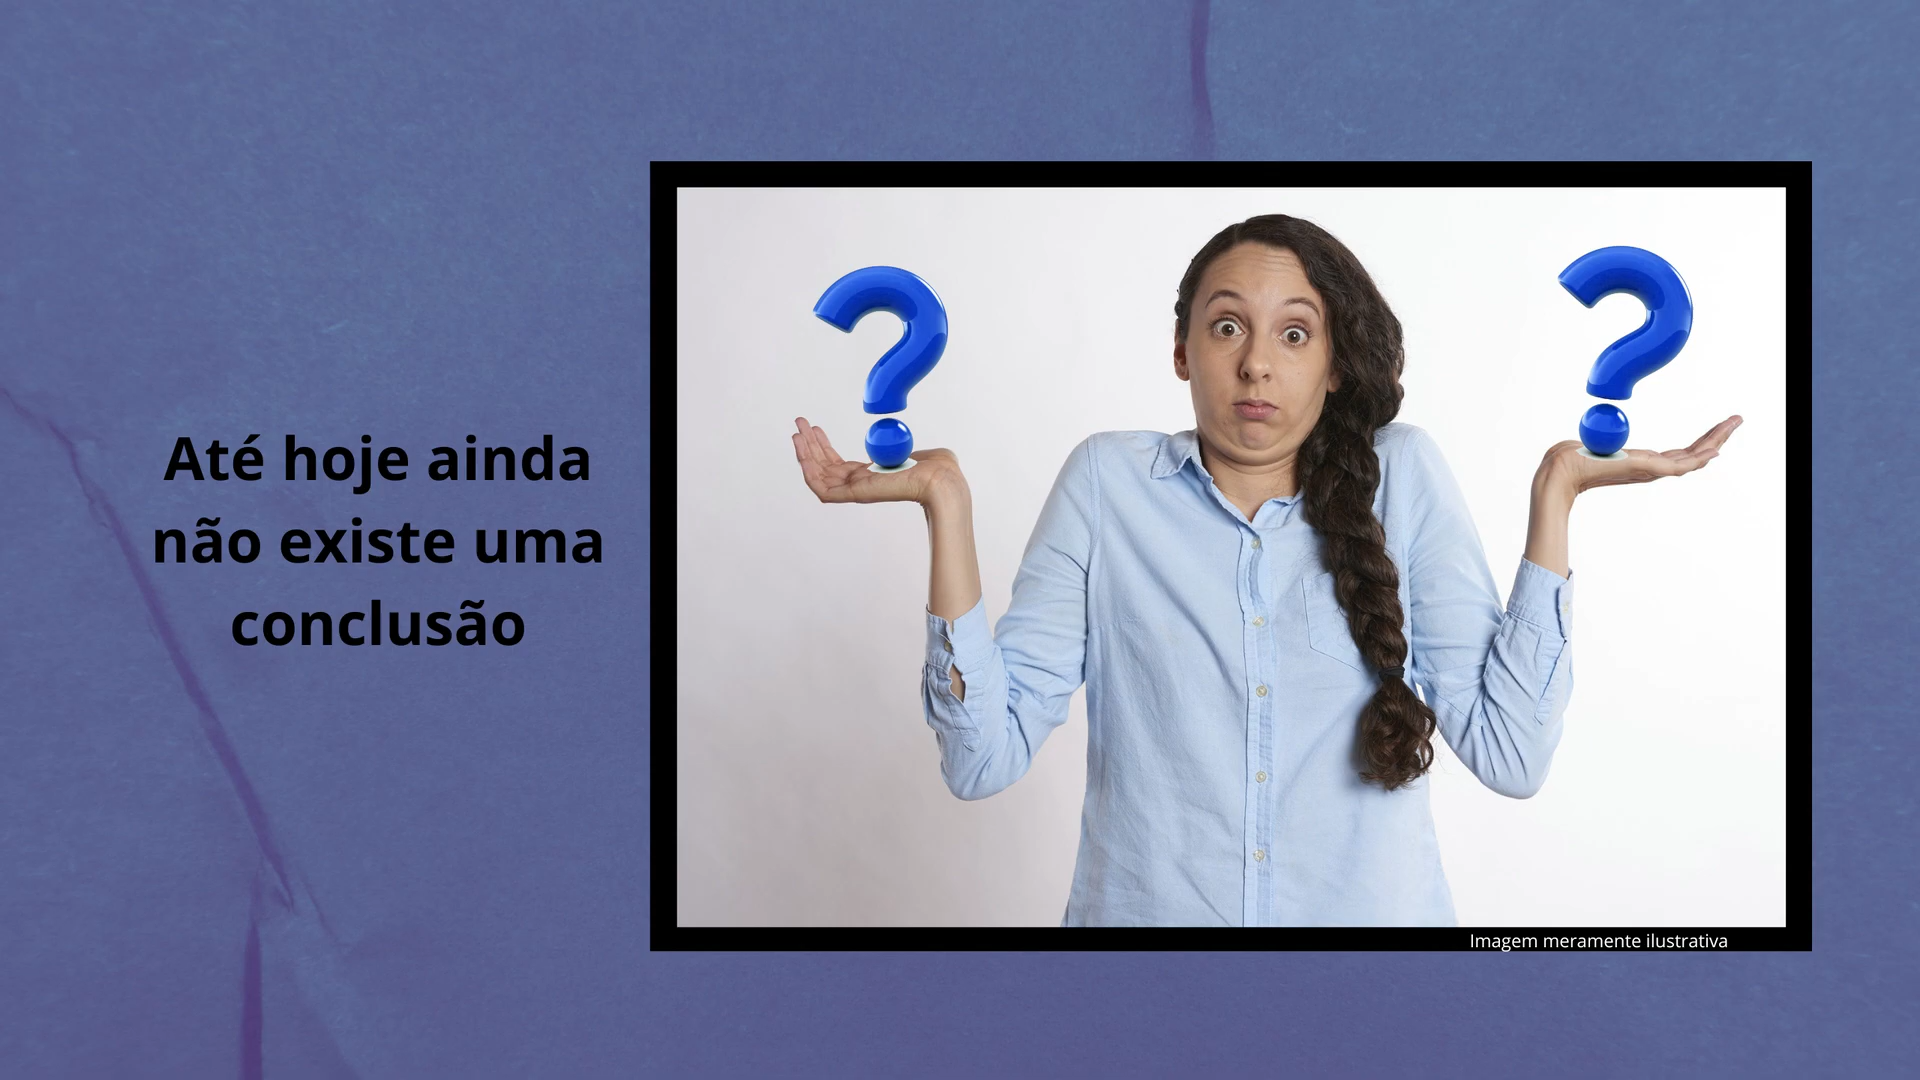 Até hoje ainda
não existe uma
conclusão
Imagem meramente ilustrativa